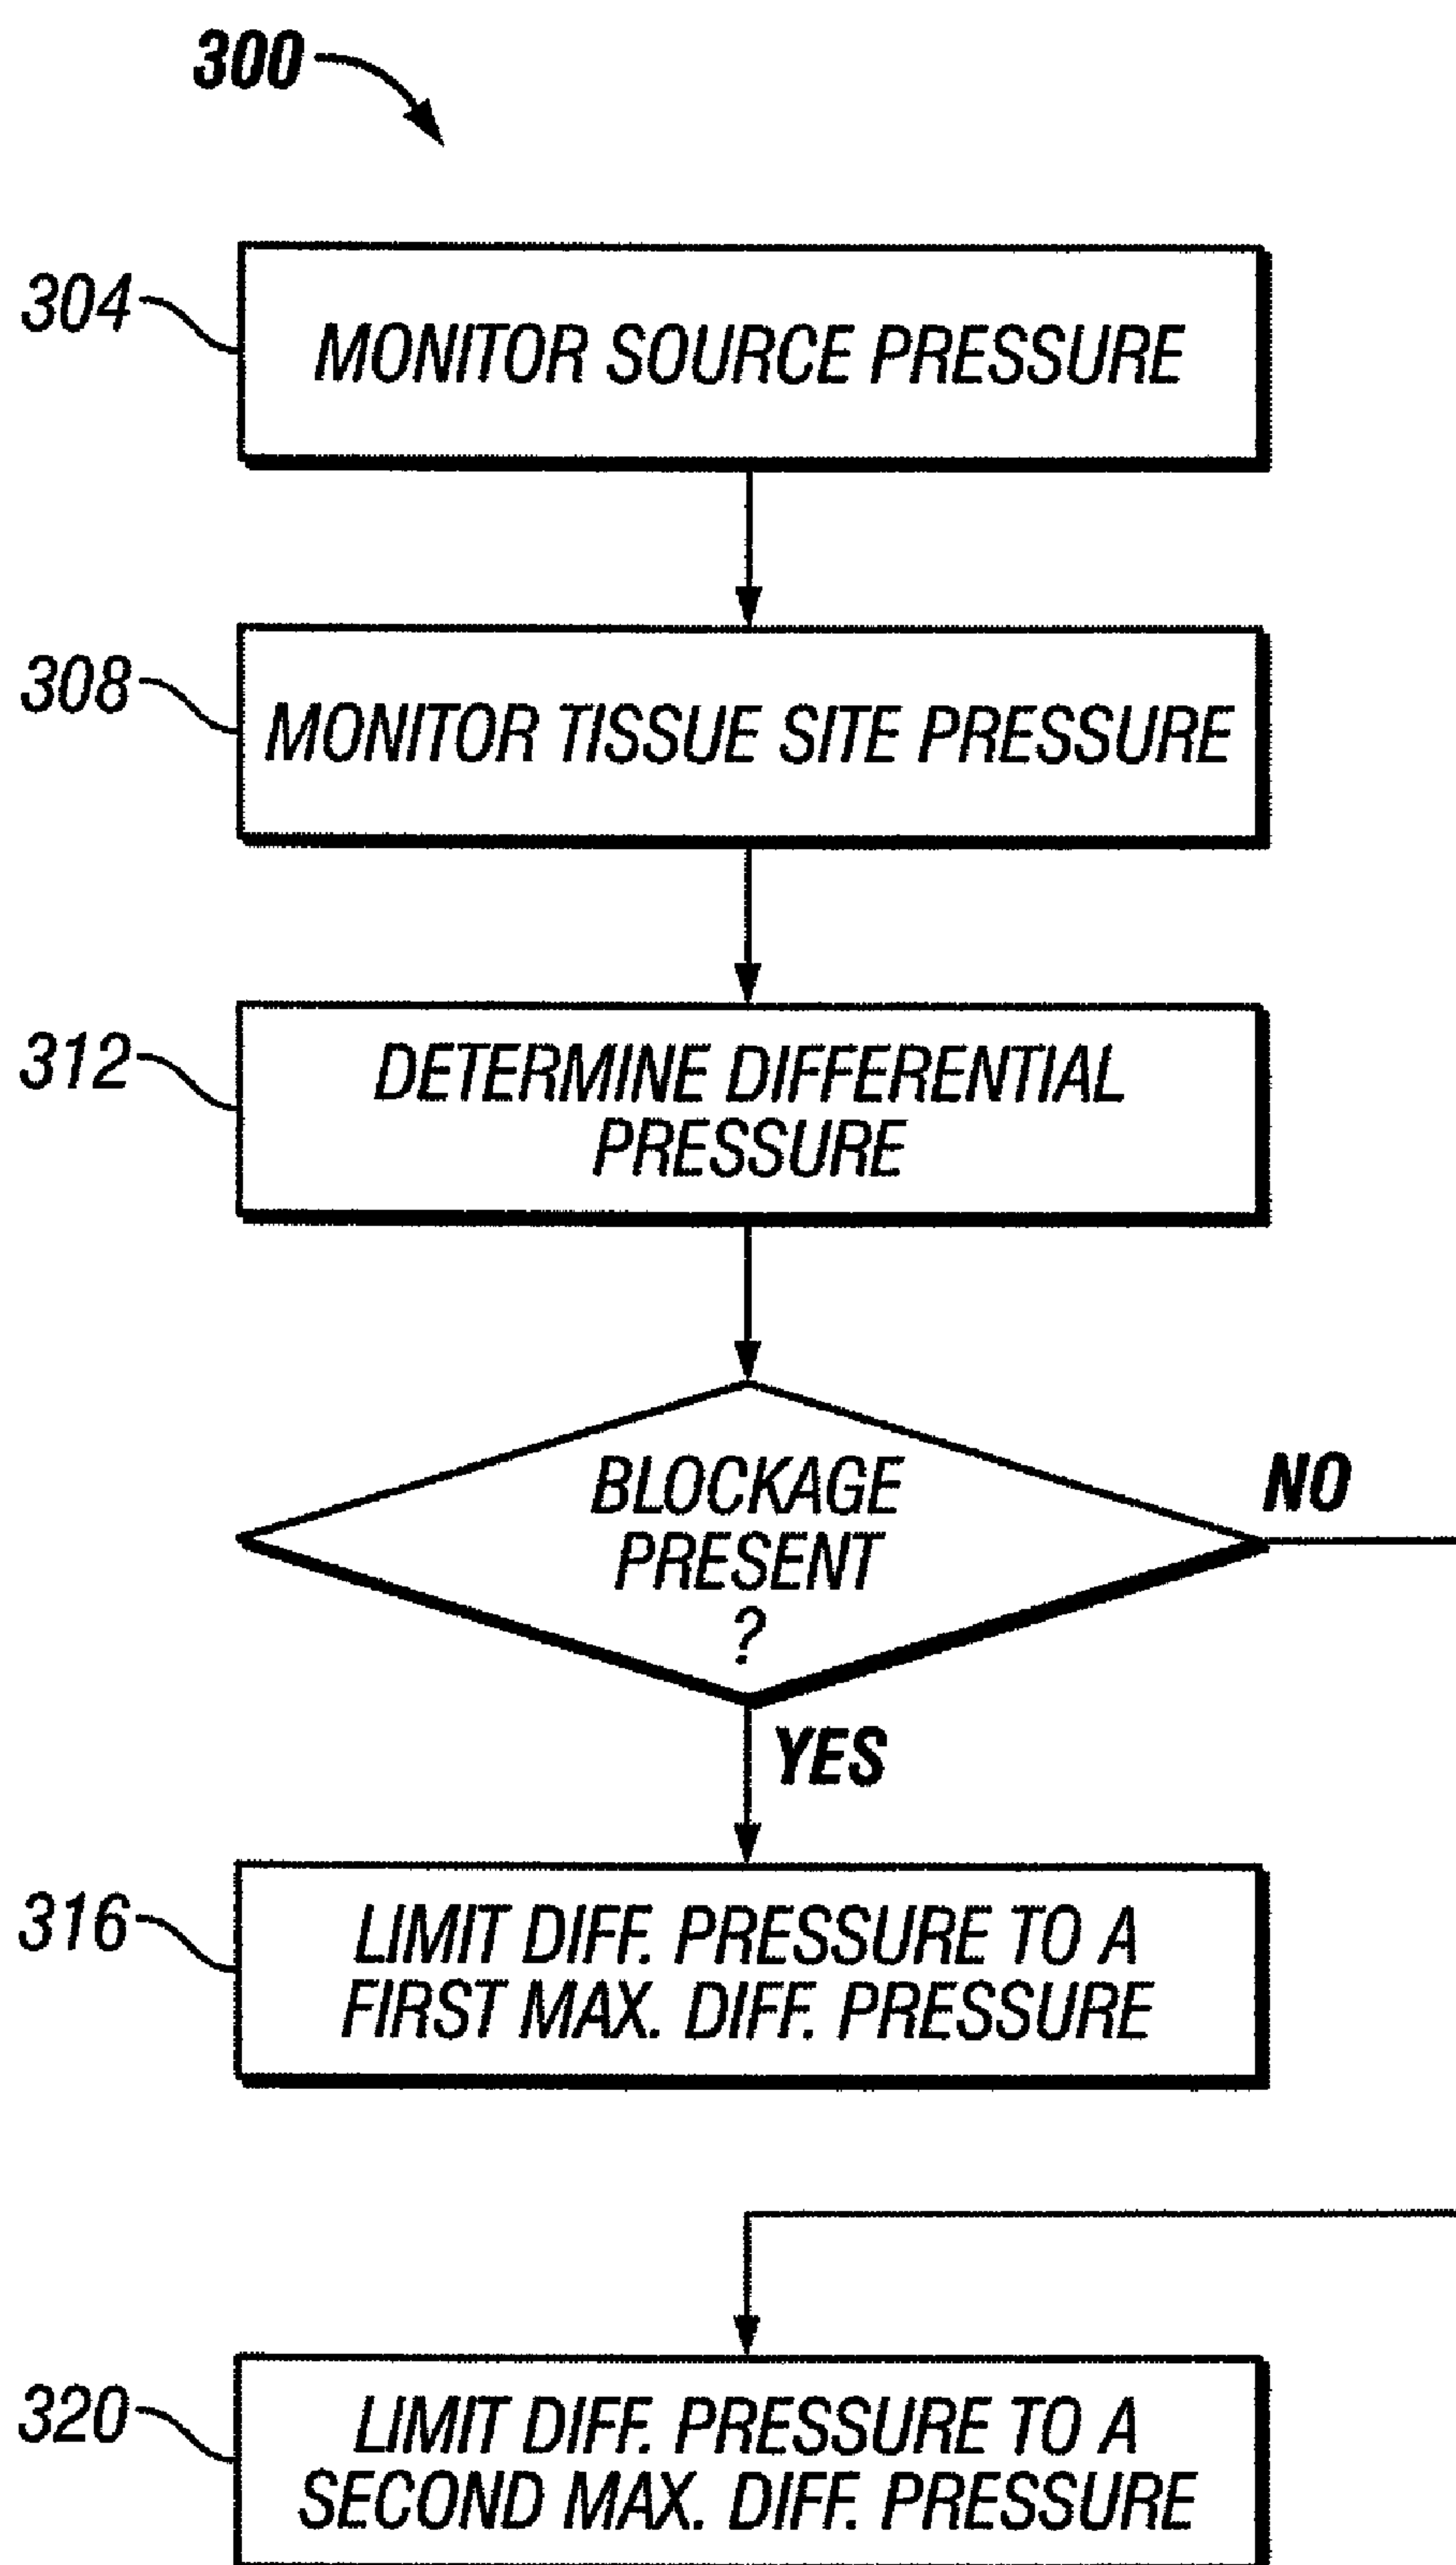 300
304
MONITOR SOURCE PRESSURE
308
MONITOR TISSUE SITE PRESSURE
312
DETERMINE DIFFERENTIAL
PRESSURE
BLOCKAGE
PRESENT
?
NO
YES
316
LIMIT DIFF. PRESSURE TO A
FIRST MAX. DIFF. PRESSURE
320
LIMIT DIFF. PRESSURE TO A
SECOND MAX. DIFF. PRESSURE